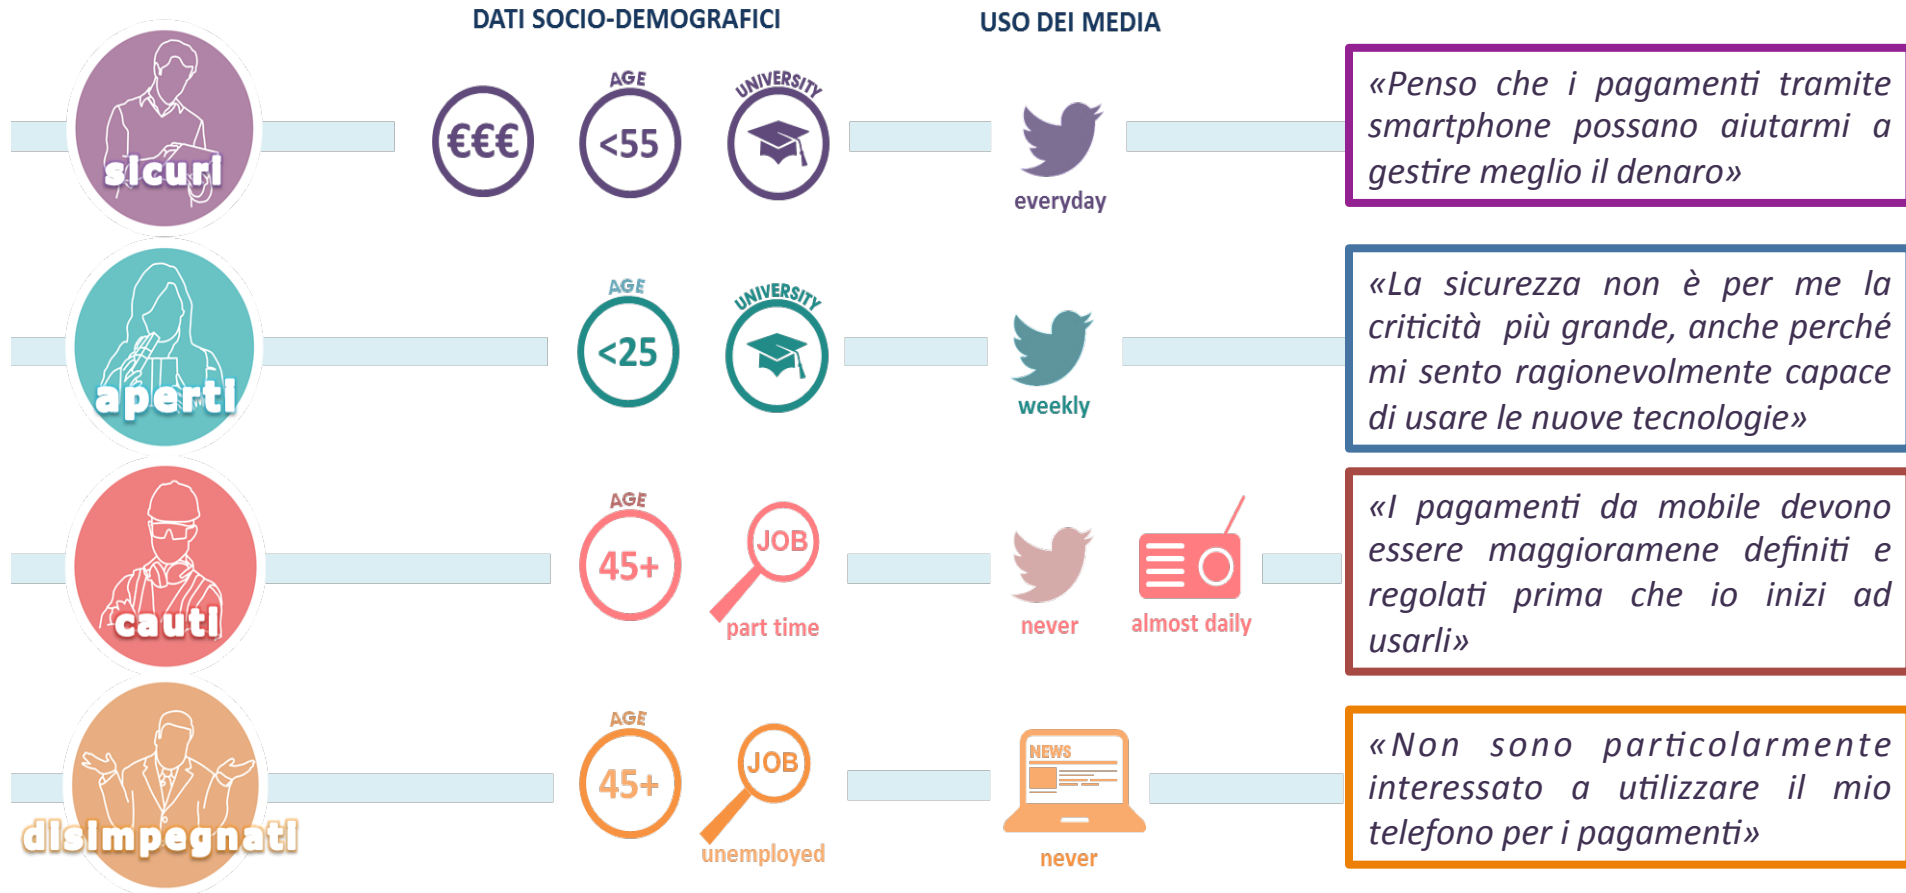 DATI SOCIO-DEMOGRAFICI
USO DEI MEDIA
sicuri
€€€
AGE
<55
UNIVERSITY
everyday
«Penso che i pagamenti tramite
smartphone possano aiutarmi a
gestire meglio il denaro»
aperti
AGE
<25
UNIVERSITY
weekly
«La sicurezza non è per me la
criticità più grande, anche perché
mi sento ragionevolmente capace
di usare le nuove tecnologie»
cauti
AGE
45+
JOB
part time
never
almost daily
«I pagamenti da mobile devono
essere maggioramene definiti e
regolati prima che io inizi ad
usarli»
disimpegnati
AGE
45+
JOB
unemployed
NEWS
never
«Non sono particolarmente
interessato a utilizzare il mio
telefono per i pagamenti»